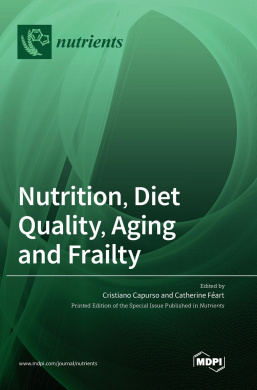 nutrients
Nutrition, Diet
Quality, Aging
and Frailty
Edited by
Cristiano Capurso and Catherine Féart
Printed Edition of the Special Issue Published in Nutrients
www.mdpi.com/journal/nutrients
MDPI